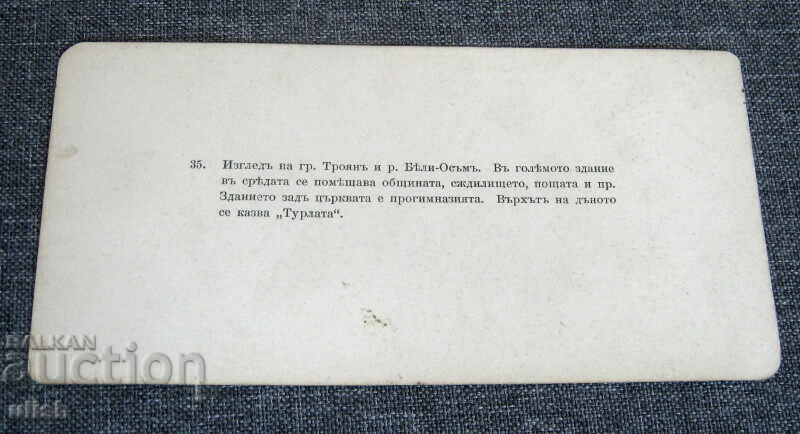 35. Изгледъ на гр. Троянъ и р. Бѣли-Осъмъ. Въ голѣмото здание
въ срѣдата се помѣщава общината, сѫдилището, пощата и пр.
Зданието задъ църквата е прогимназията. Върхътъ на дъното
се казва „Турлата“.
BALKAN
auction
ulfsh